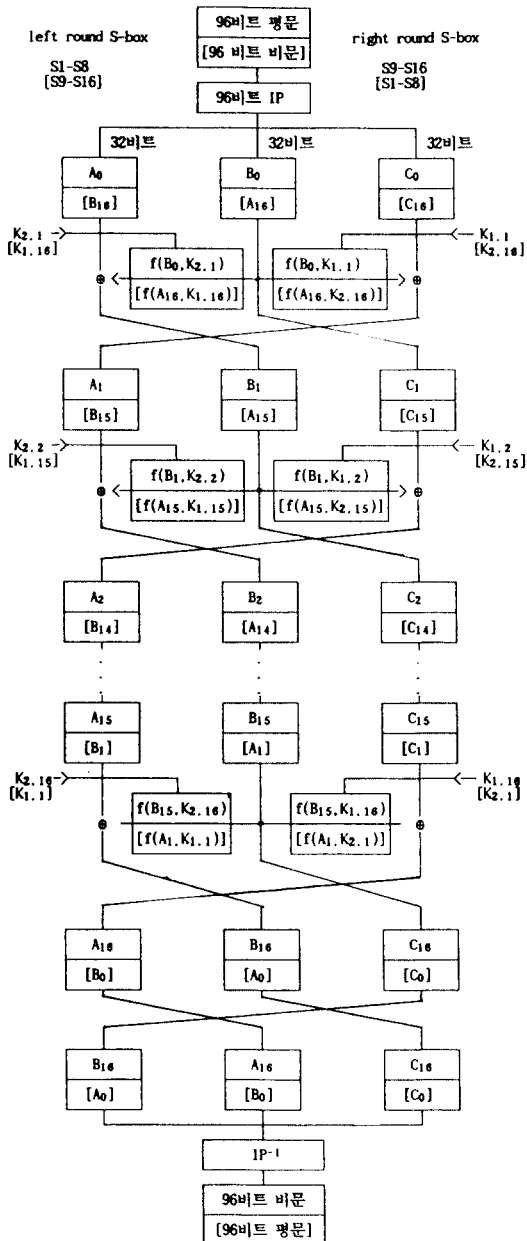 96비트 평문
[96 비트 비문]
left round S-box
right round S-box
S1-S8
[S9-S16]
S9-S16
[S1-S8]
96비트 IP
32비트
32비트
32비트
A0
B0
C0
[B16]
[A16]
[C16]
K2.1
[K1.16]
K1.1
[K2.16]
f(B0,K2.1)
f(B0,K1.1)
[f(A16,K1.16)]
[f(A16,K2.16)]
A1
B1
C1
[B15]
[A15]
[C15]
K2.2
[K1.15]
K1.2
[K2.15]
f(B1,K2.2)
f(B1,K1.2)
[f(A15,K1.15)]
[f(A15,K2.15)]
A2
B2
C2
[B14]
[A14]
[C14]
A15
B15
C15
[B1]
[A1]
[C1]
K2.16
[K1.1]
K1.16
[K2.1]
f(B15,K2.16)
f(B15,K1.16)
[f(A1,K1.1)]
[f(A1,K2.1)]
A16
B16
C16
[B0]
[A0]
[C0]
B16
A16
C16
[A0]
[B0]
[C0]
IP-1
96비트 비문
[96비트 평문]